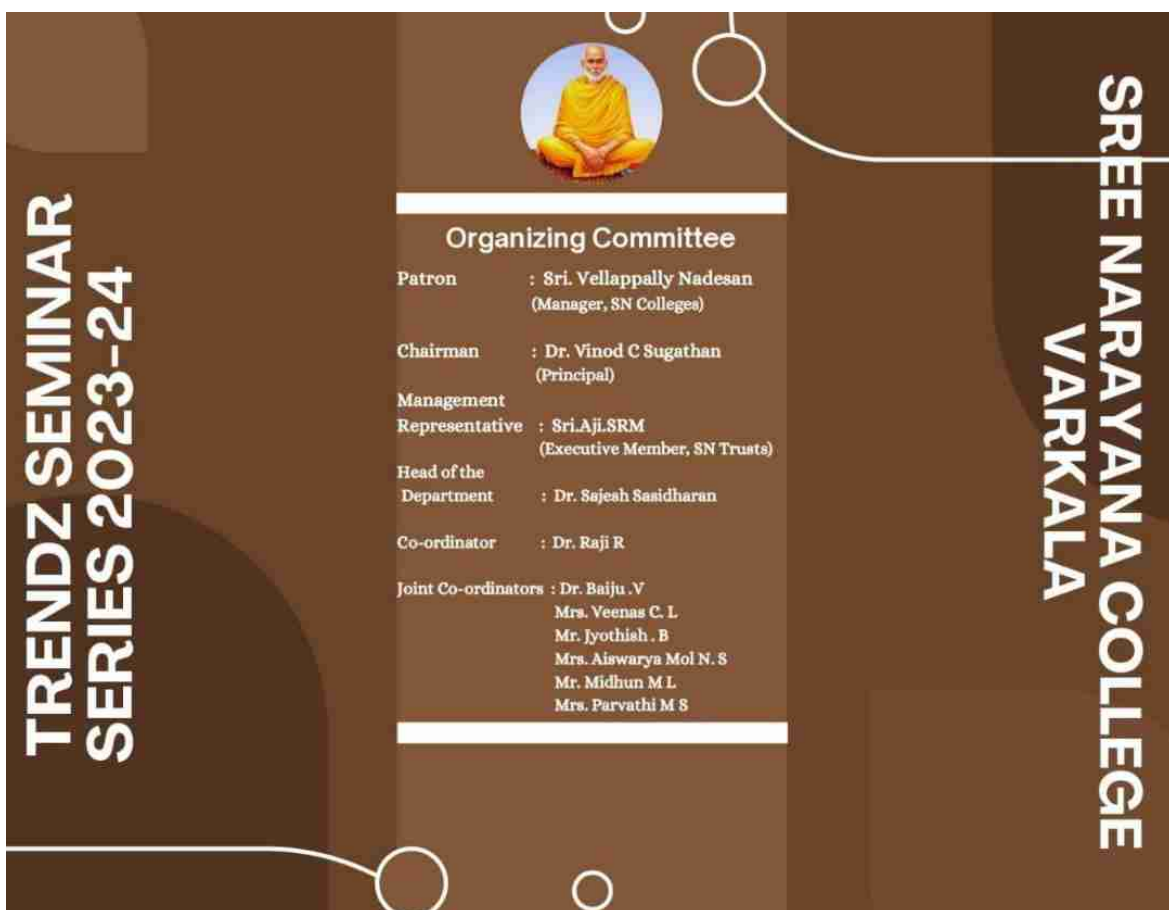 TRENDZ SEMINAR
SERIES 2023-24
Organizing Committee
Patron : Sri. Vellappally Nadesan
(Manager, SN Colleges)
Chairman : Dr. Vinod C Sugathan
(Principal)
Management
Representative : Sri.Aji.SRM
(Executive Member, SN Trusts)
Head of the
Department : Dr. Sajesh Sasidharan
Co-ordinator : Dr. Raji R
Joint Co-ordinators : Dr. Baiju .V
Mrs. Veenas C. L
Mr. Jyothish . B
Mrs. Aiswarya Mol N. S
Mr. Midhun M L
Mrs. Parvathi M S
SREE NARAYANA COLLEGE
VARKALA